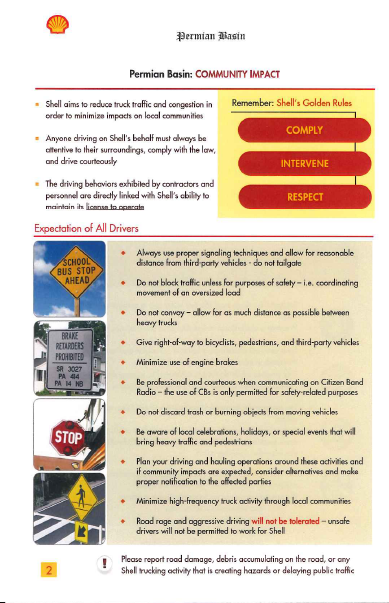 Permian Basin
Permian Basin: COMMUNITY IMPACT
Shell aims to reduce truck traffic and congestion in
order to minimize impacts on local communities
Anyone driving on Shell's behalf must always be
attentive to their surroundings, comply with the law,
and drive courteously
The driving behaviors exhibited by contractors and
personnel are directly linked with Shell's ability to
maintain its license to operate
Remember: Shell's Golden Rules
COMPLY
INTERVENE
RESPECT
Expectation of All Drivers
SCHOOL
BUS STOP
AHEAD
BRAKE
RETARDERS
PROHIBITED
SR 3027
PA 414
PA 14 NB
STOP
Always use proper signaling techniques and allow for reasonable
distance from third-party vehicles - do not tailgate
Do not block traffic unless for purposes of safety – i.e. coordinating
movement of an oversized load
Do not convoy – allow for as much distance as possible between
heavy trucks
Give right-of-way to bicyclists, pedestrians, and third-party vehicles
Minimize use of engine brakes
Be professional and courteous when communicating on Citizen Band
Radio – the use of CBs is only permitted for safety-related purposes
Do not discard trash or burning objects from moving vehicles
Be aware of local celebrations, holidays, or special events that will
bring heavy traffic and pedestrians
Plan your driving and hauling operations around these activities and
if community impacts are expected, consider alternatives and make
proper notification to the affected parties
Minimize high-frequency truck activity through local communities
Road rage and aggressive driving will not be tolerated – unsafe
drivers will not be permitted to work for Shell
2
!
Please report road damage, debris accumulating on the road, or any
Shell trucking activity that is creating hazards or delaying public traffic